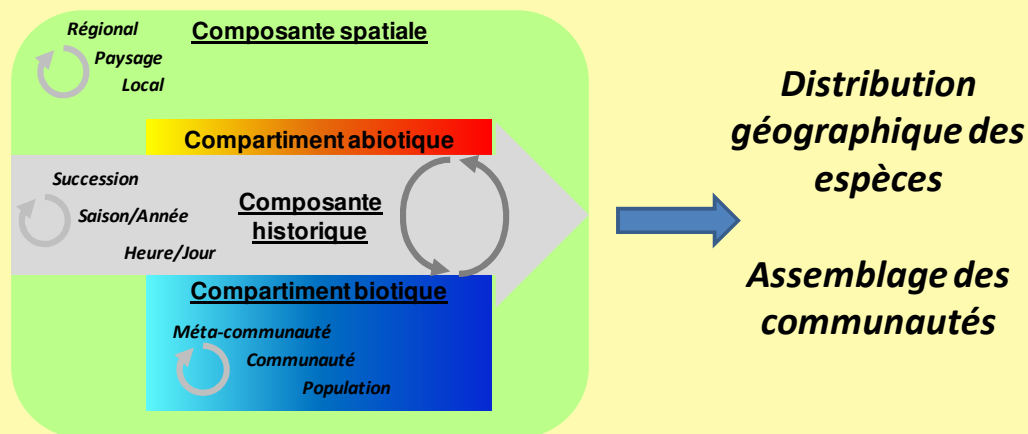 Régional
Composante spatiale
Paysage
Local
Compartiment abiotique
Succession
Saison/Année
Heure/Jour
Composante
historique
Compartiment biotique
Méta-communauté
Communauté
Population
Distribution
géographique des
espèces
Assemblage des
communautés